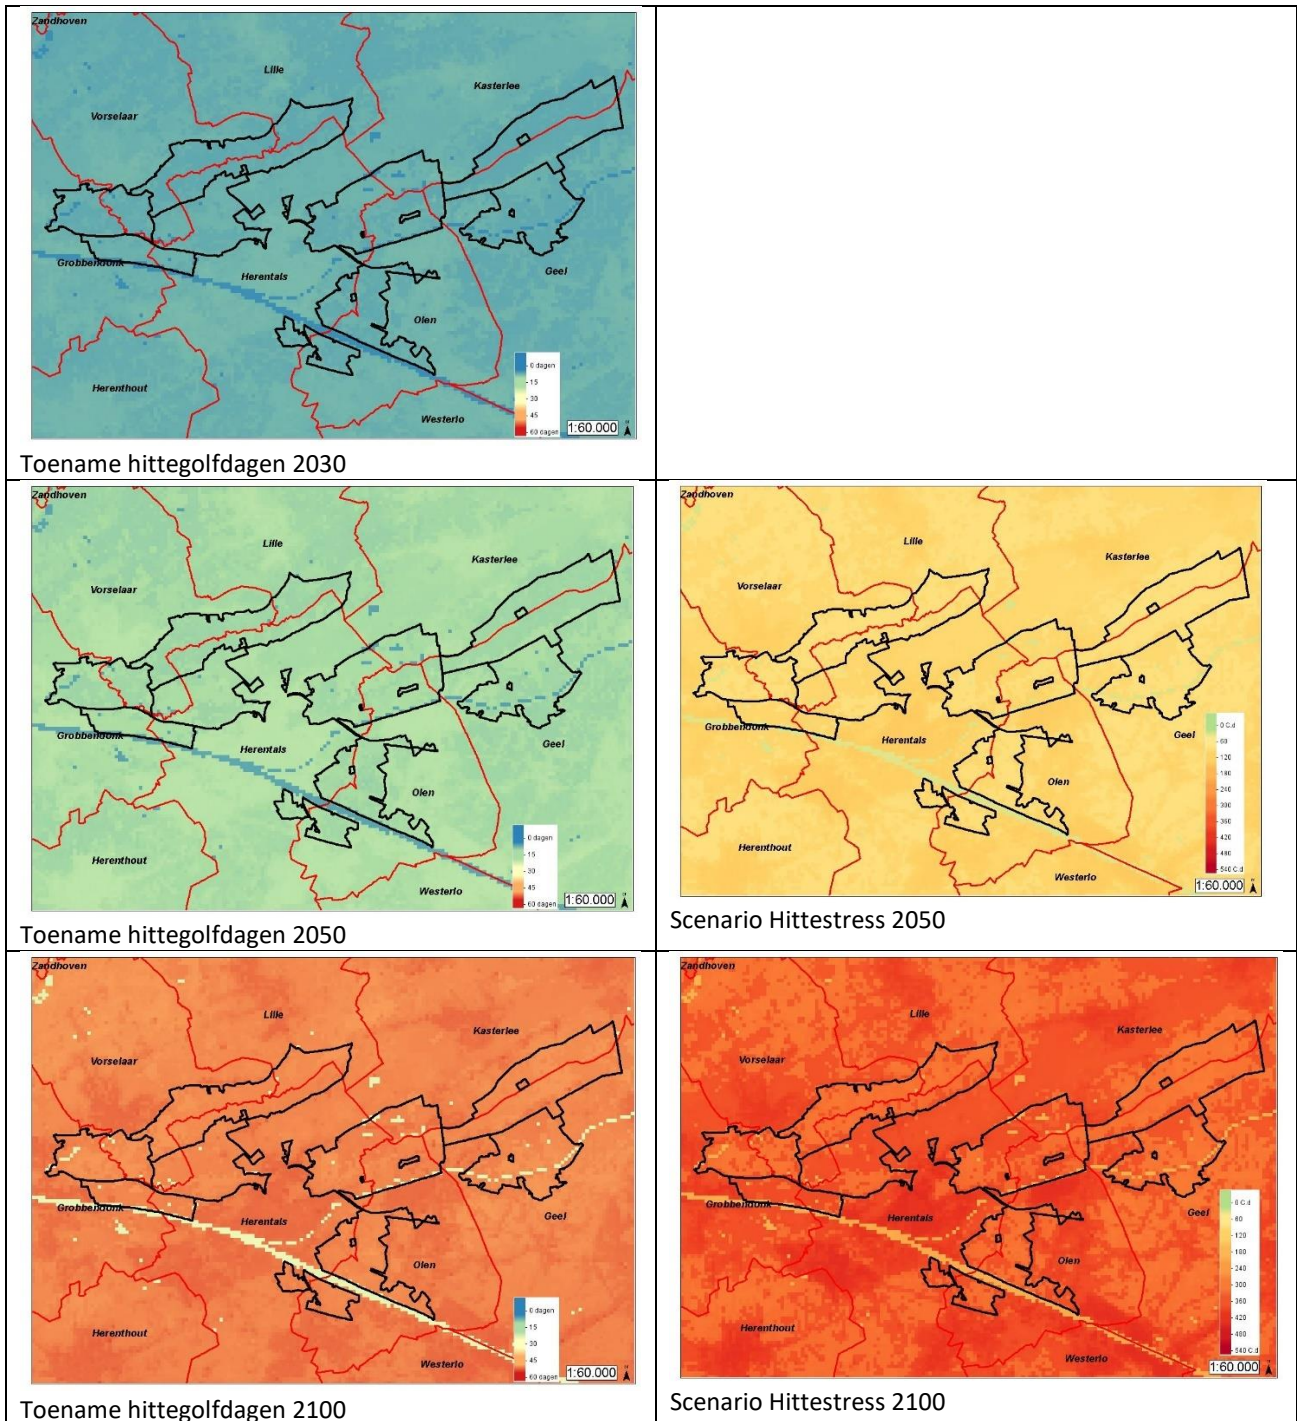 Zandhoven
Lille
Kasterlee
Vorselaar
Grobbendonk
Herentals
Geel
Olen
Herenthout
Westerlo
0 dagen
15
30
45
60 dagen
1:60.000
Toename hittegolfdagen 2030
Zandhoven
Lille
Kasterlee
Vorselaar
Grobbendonk
Herentals
Geel
Olen
Herenthout
Westerlo
0 dagen
15
30
45
60 dagen
1:60.000
Toename hittegolfdagen 2050
Zandhoven
Lille
Kasterlee
Vorselaar
Grobbendonk
Herentals
Geel
Olen
Herenthout
Westerlo
0 C.d
60
120
180
240
300
360
420
480
540 C.d
1:60.000
Scenario Hittestress 2050
Zandhoven
Lille
Kasterlee
Vorselaar
Grobbendonk
Herentals
Geel
Olen
Herenthout
Westerlo
0 dagen
15
30
45
60 dagen
1:60.000
Toename hittegolfdagen 2100
Zandhoven
Lille
Kasterlee
Vorselaar
Grobbendonk
Herentals
Geel
Olen
Herenthout
Westerlo
0 C.d
60
120
180
240
300
360
420
480
540 C.d
1:60.000
Scenario Hittestress 2100